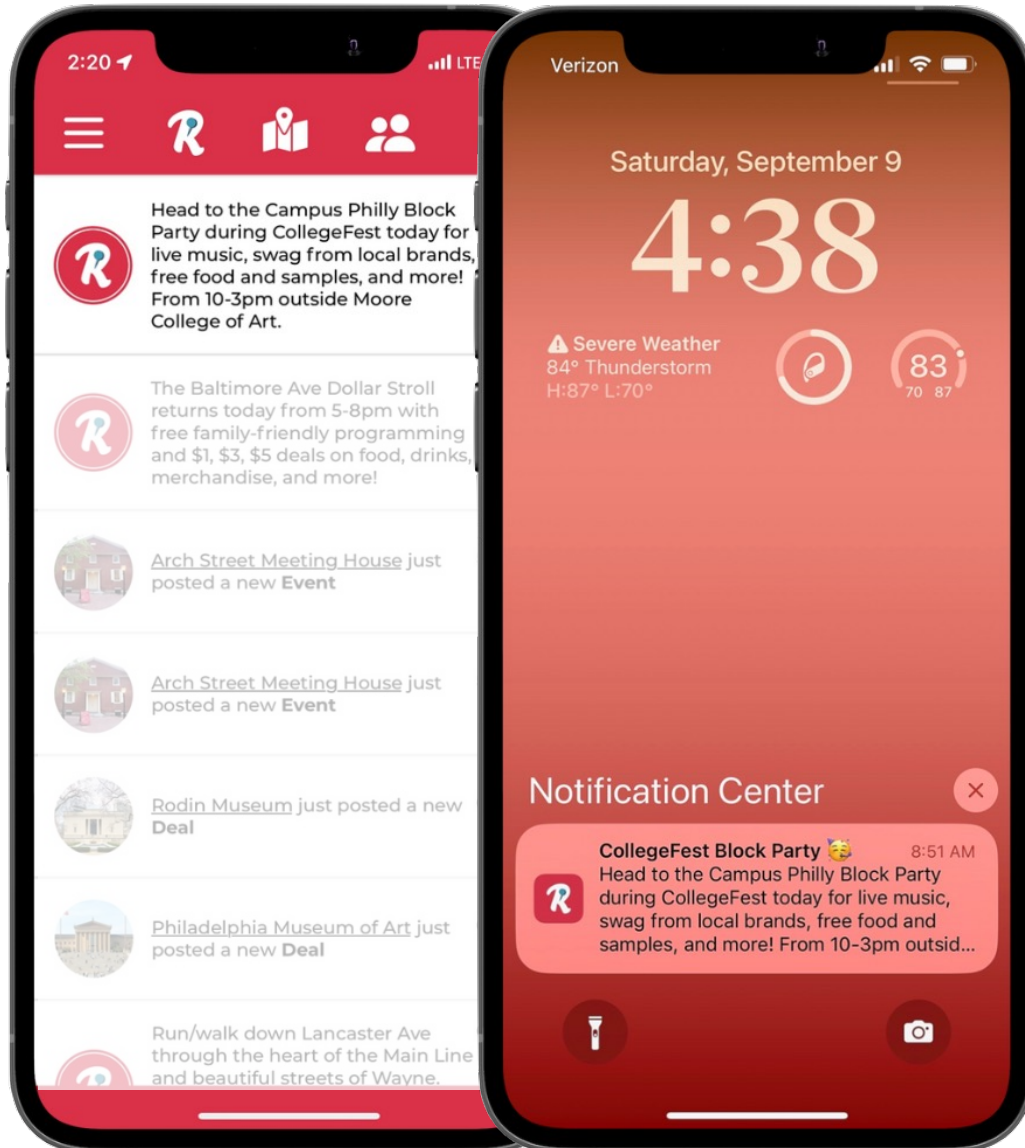 2:20
LTE
R
Head to the Campus Philly Block
Party during CollegeFest today for
live music, swag from local brands,
free food and samples, and more!
From 10-3pm outside Moore
College of Art.
R
The Baltimore Ave Dollar Stroll
returns today from 5-8pm with
free family-friendly programming
and $1, $3, $5 deals on food, drinks,
merchandise, and more!
R
Arch Street Meeting House just
posted a new Event
Arch Street Meeting House just
posted a new Event
Rodin Museum just posted a new
Deal
Philadelphia Museum of Art just
posted a new Deal
Run/walk down Lancaster Ave
through the heart of the Main Line
and beautiful streets of Wayne.
R
Verizon
Saturday, September 9
4:38
Severe Weather
84° Thunderstorm
H:87° L:70°
83
70 87
Notification Center
CollegeFest Block Party 🥳 8:51 AM
Head to the Campus Philly Block Party
during CollegeFest today for live music,
swag from local brands, free food and
samples, and more! From 10-3pm outsid...
R